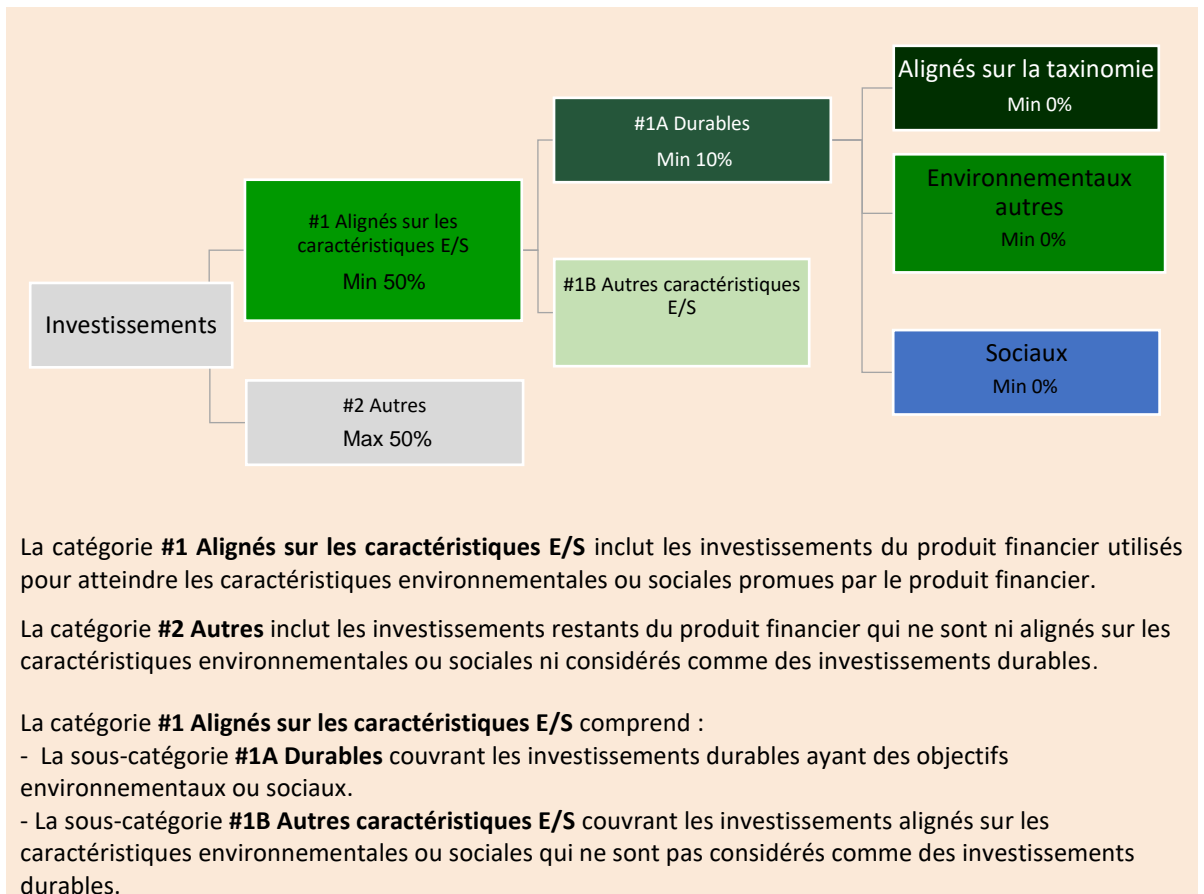 Alignés sur la taxinomie
Min 0%
#1A Durables
Min 10%
Environnementaux
autres
Min 0%
#1 Alignés sur les
caractéristiques E/S
Min 50%
#1B Autres caractéristiques
E/S
Investissements
Sociaux
Min 0%
#2 Autres
Max 50%
La catégorie #1 Alignés sur les caractéristiques E/S inclut les investissements du produit financier utilisés
pour atteindre les caractéristiques environnementales ou sociales promues par le produit financier.
La catégorie #2 Autres inclut les investissements restants du produit financier qui ne sont ni alignés sur les
caractéristiques environnementales ou sociales ni considérés comme des investissements durables.
La catégorie #1 Alignés sur les caractéristiques E/S comprend :
- La sous-catégorie #1A Durables couvrant les investissements durables ayant des objectifs
environnementaux ou sociaux.
- La sous-catégorie #1B Autres caractéristiques E/S couvrant les investissements alignés sur les
caractéristiques environnementales ou sociales qui ne sont pas considérés comme des investissements
durables.